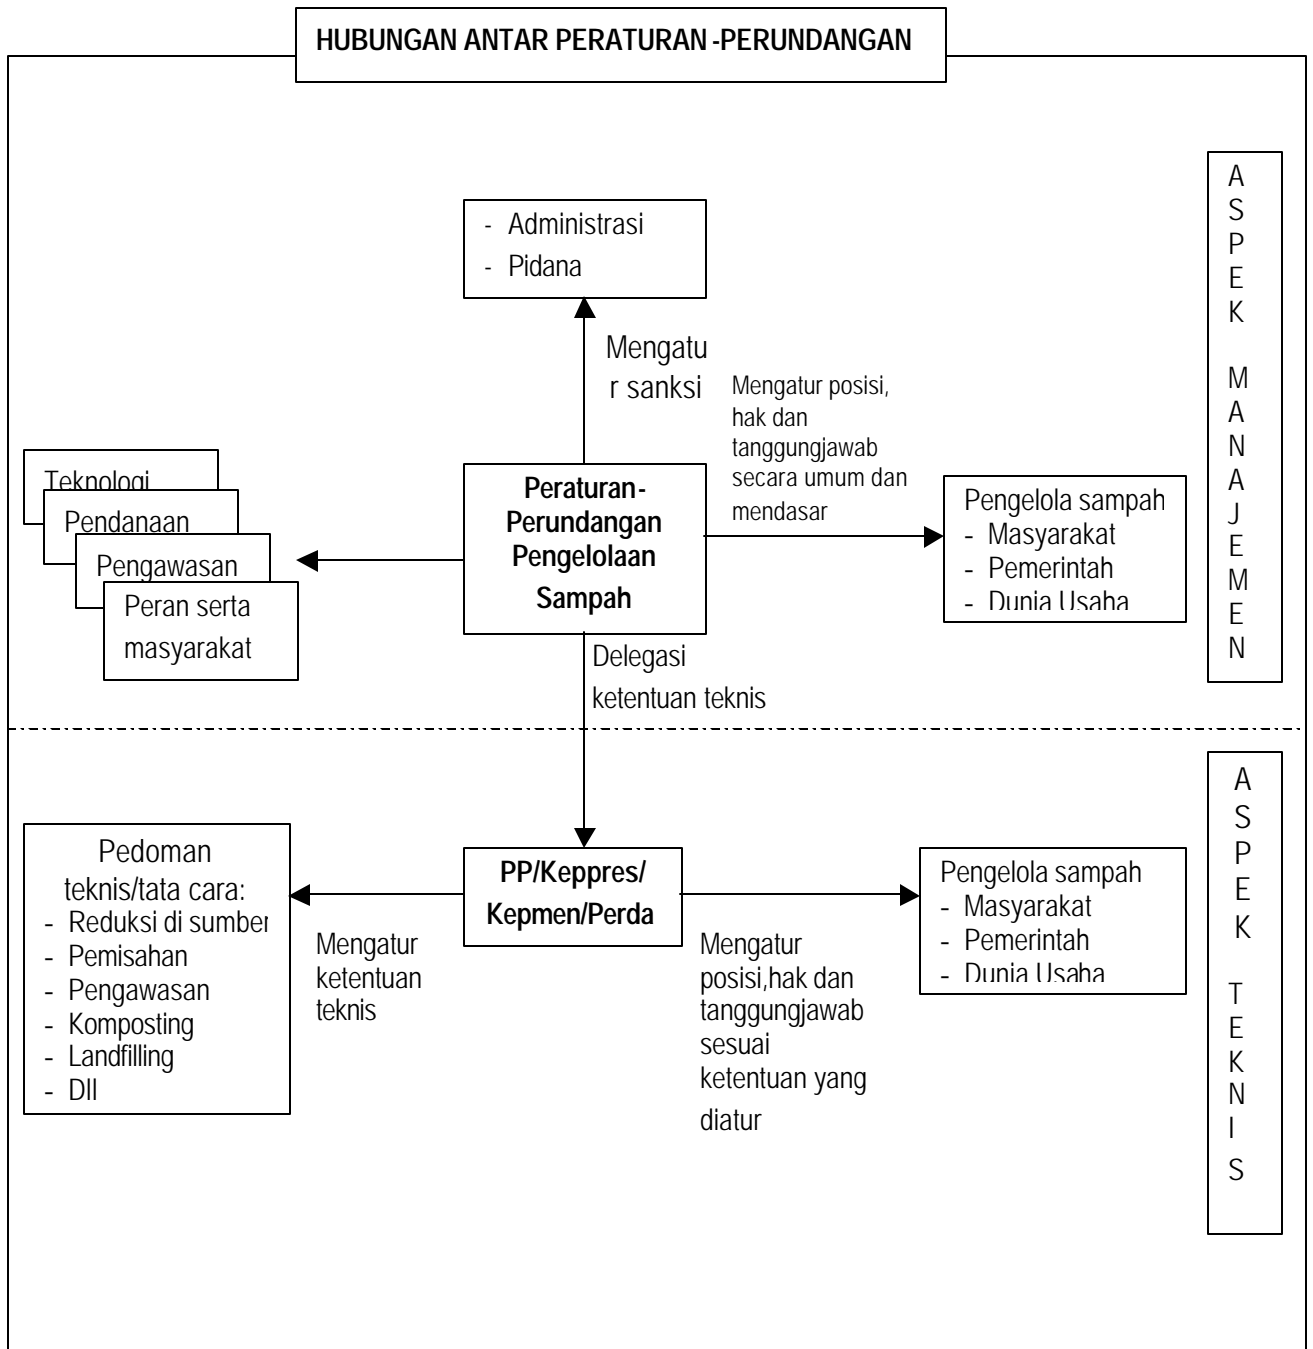 HUBUNGAN ANTAR PERATURAN -PERUNDANGAN
- Administrasi
- Pidana
Mengatu
r sanksi
Mengatur posisi,
hak dan
tanggungjawab
secara umum dan
mendasar
Teknologi
Pendanaan
Pengawasan
Peran serta
masyarakat
Peraturan-
Perundangan
Pengelolaan
Sampah
Pengelola sampah
- Masyarakat
- Pemerintah
- Dunia Usaha
A
S
P
E
K
M
A
N
A
J
E
M
E
N
Delegasi
ketentuan teknis
Pedoman
teknis/tata cara:
- Reduksi di sumber
- Pemisahan
- Pengawasan
- Komposting
- Landfilling
- Dll
Mengatur
ketentuan
teknis
PP/Keppres/
Kepmen/Perda
Mengatur
posisi,hak dan
tanggungjawab
sesuai
ketentuan yang
diatur
Pengelola sampah
- Masyarakat
- Pemerintah
- Dunia Usaha
A
S
P
E
K
T
E
K
N
I
S